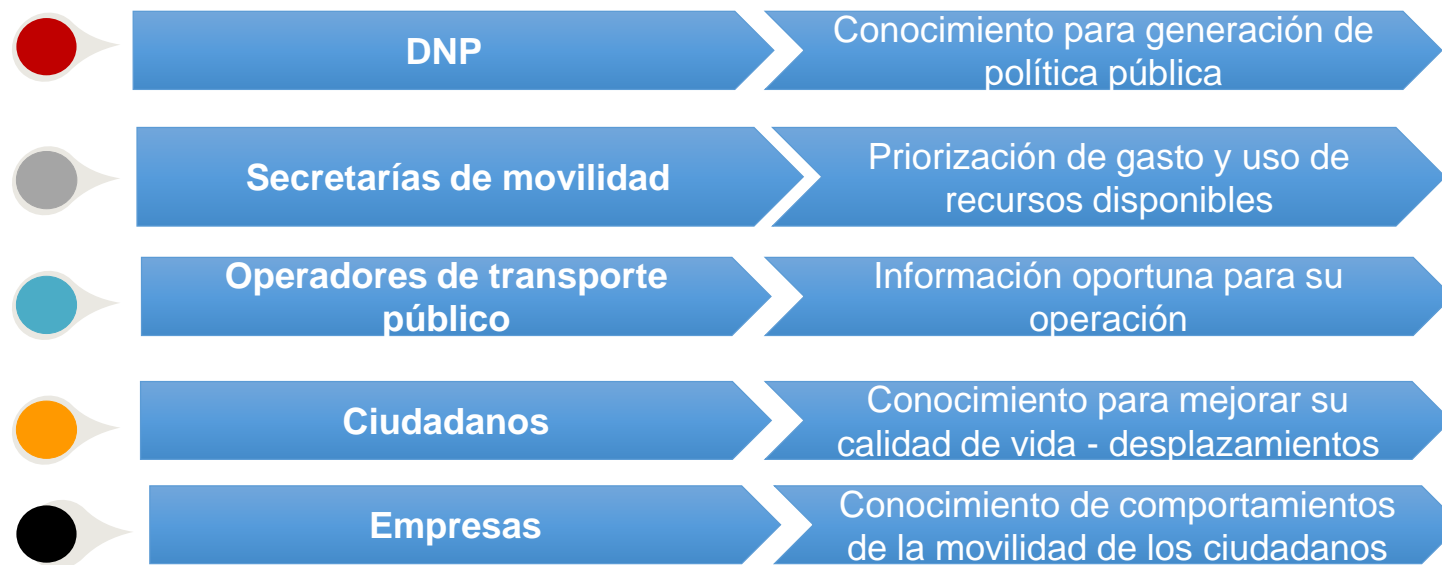 DNP
Conocimiento para generación de
política pública
Secretarías de movilidad
Priorización de gasto y uso de
recursos disponibles
Operadores de transporte
público
Información oportuna para su
operación
Ciudadanos
Conocimiento para mejorar su
calidad de vida - desplazamientos
Empresas
Conocimiento de comportamientos
de la movilidad de los ciudadanos